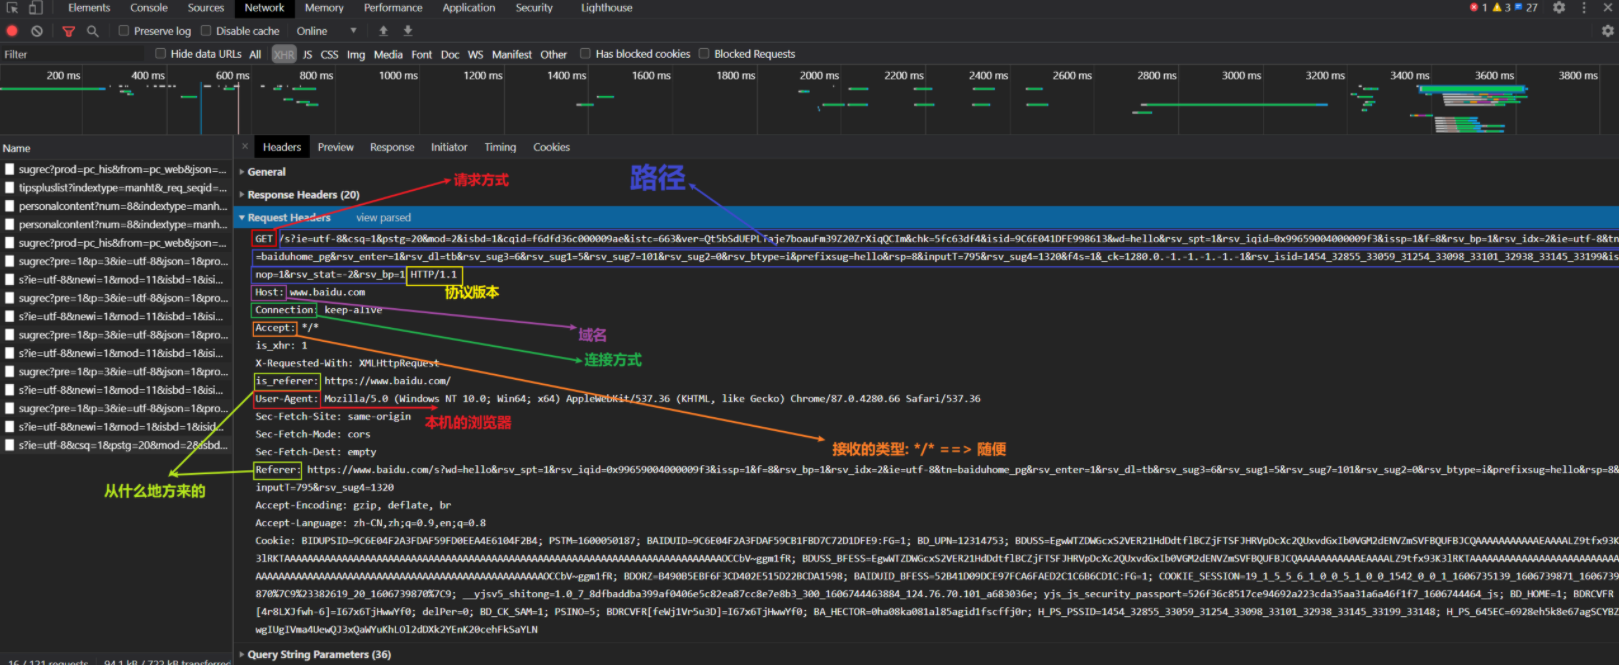 Elements Console Sources Network Memory Performance Application Security Lighthouse 1 3 27
Preserve log Disable cache Online
Filter Hide data URLs All XHR JS CSS Img Media Font Doc WS Manifest Other Has blocked cookies Blocked Requests
200 ms 400 ms 600 ms 800 ms 1000 ms 1200 ms 1400 ms 1600 ms 1800 ms 2000 ms 2200 ms 2400 ms 2600 ms 2800 ms 3000 ms 3200 ms 3400 ms 3600 ms 3800 ms
Name
sugrec?prod=pc_his&from=pc_web&json=...
tipspluslist?indextype=manht&_req_seqid=...
personalcontent?num=8&indextype=manh...
personalcontent?num=8&indextype=manh...
sugrec?prod=pc_his&from=pc_web&json=...
sugrec?pre=1&p=3&ie=utf-8&json=1&pro...
s?ie=utf-8&newi=1&mod=11&isbd=1&isi...
sugrec?pre=1&p=3&ie=utf-8&json=1&pro...
s?ie=utf-8&newi=1&mod=11&isbd=1&isi...
sugrec?pre=1&p=3&ie=utf-8&json=1&pro...
s?ie=utf-8&newi=1&mod=11&isbd=1&isi...
sugrec?pre=1&p=3&ie=utf-8&json=1&pro...
s?ie=utf-8&newi=1&mod=11&isbd=1&isi...
sugrec?pre=1&p=3&ie=utf-8&json=1&pro...
s?ie=utf-8&newi=1&mod=1&isbd=1&isid...
s?ie=utf-8&csq=1&pstg=20&mod=2&isbd...
Headers Preview Response Initiator Timing Cookies
General
请求方式
路径
Response Headers (20)
Request Headers view parsed
GET /s?ie=utf-8&csq=1&pstg=20&mod=2&isbd=1&cqid=f6dfd36c000009ae&istc=663&ver=
&chk=5fc63df4&isid=9C6E041DFE998613&wd=hello&rsv_spt=1&rsv_iqid=0x99659004000009f3&issp=1&f=8&rsv_bp=1&rsv_idx=2&ie=utf-8&tn
=baiduhome_pg&rsv_enter=1&rsv_dl=tb&rsv_sug3=6&rsv_sug1=5&rsv_sug7=101&rsv_sug2=0&rsv_btype=i&prefixsug=hello&rsp=8&inputT=795&rsv_sug4=1320&f4s=1&_ck=1280.0.-1.-1.-1.-1.-1&rsv_isid=1454_32855_33059_31254_33098_33101_32938_33145_33199&is
nop=1&rsv_stat=-2&rsv_bp=1 HTTP/1.1
协议版本
Host: www.baidu.com
Connection: keep-alive
Accept: */*
域名
is_xhr: 1
连接方式
X-Requested-With: XMLHttpRequest
is_referer: https://www.baidu.com/
User-Agent: Mozilla/5.0 (Windows NT 10.0; Win64; x64) AppleWebKit/537.36 (KHTML, like Gecko) Chrome/87.0.4280.66 Safari/537.36
Sec-Fetch-Site: same-origin
本机的浏览器
Sec-Fetch-Mode: cors
接收的类型: */* ==> 随便
Sec-Fetch-Dest: empty
Referer: https://www.baidu.com/s?wd=hello&rsv_spt=1&rsv_iqid=0x99659004000009f3&issp=1&f=8&rsv_bp=1&rsv_idx=2&ie=utf-8&tn=baiduhome_pg&rsv_enter=1&rsv_dl=tb&rsv_sug3=6&rsv_sug1=5&rsv_sug7=101&rsv_sug2=0&rsv_btype=i&prefixsug=hello&rsp=8&
inputT=795&rsv_sug4=1320
从什么地方来的
Accept-Encoding: gzip, deflate, br
Accept-Language: zh-CN,zh;q=0.9,en;q=0.8
Cookie: BIDUPSID=9C6E04F2A3FDAF59FD0EEA4E6104F2B4; PSTM=1600050187; BAIDUID=9C6E04F2A3FDAF59CB1FBD7C72D1DFE9:FG=1; BD_UPN=12314753;
BDORZ=B490B5EBF6F3CD402E515D22BCDA1598; BAIDUID_BFESS=52B41D09DCE97FCA6FAED2C1C6B6CD1C:FG=1; COOKIE_SESSION=19_1_5_5_6_1_0_0_5_1_0_0_1542_0_0_1_1606735139_1606739871_1606739
870%7C9%2338261​9_20_1606739870%7C9; __yjsv5_shitong=1.0_7_8dfbaddba399af0406e5c82ea87cc8e7e8b3_300_1606744463884_124.76.70.101_a683036e; yjs_js_security_passport=526f36c8517ce94692a223cda35aa31a6a46f1f7_1606744464_js; BD_HOME=1; BDRCVFR
[4r8LXJfwh-6]=I67x6TjHwwYf0; delPer=0; BD_CK_SAM=1; PSINO=5; BDRCVFR[feWj1Vr5u3D]=I67x6TjHwwYf0; BA_HECTOR=0ha08ka081al85agid1fscffj0r; H_PS_PSSID=1454_32855_33059_31254_33098_33101_32938_33145_33199_33148;
Query String Parameters (36)